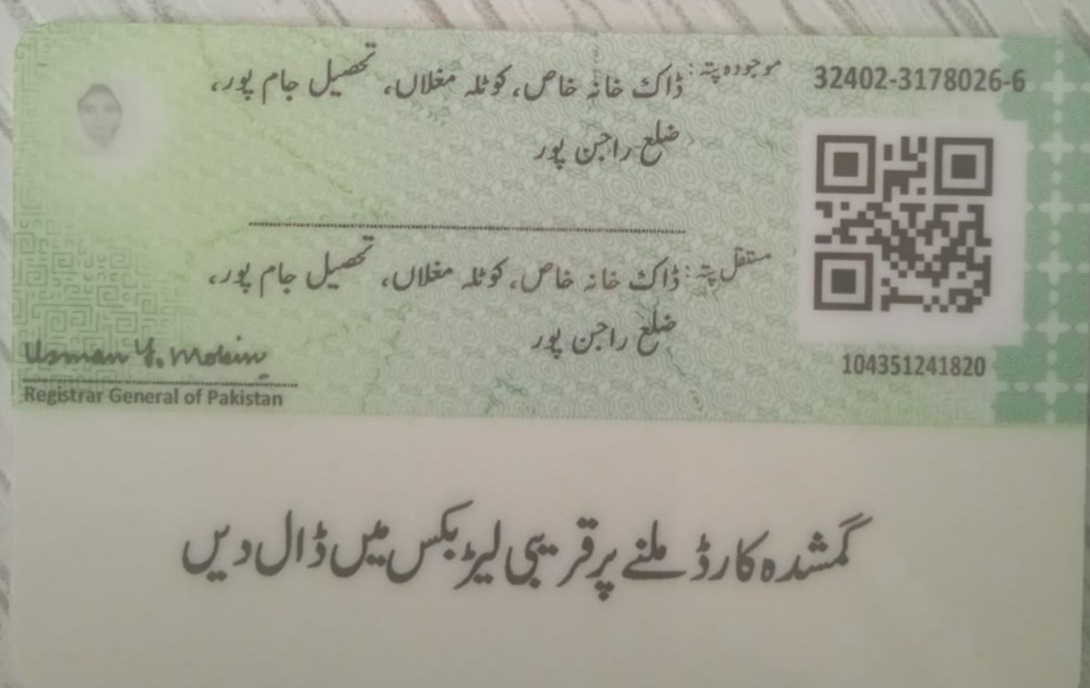 32402-3178026-6
موجودہ پتہ: ڈاک خانہ خاص، کوٹلہ مغلاں، تحصیل جام پور،
ضلع راجن پور
مستقل پتہ: ڈاک خانہ خاص، کوٹلہ مغلاں، تحصیل جام پور،
ضلع راجن پور
104351241820
Usman Y. Mobin
Registrar General of Pakistan
گمشدہ کارڈ ملنے پر قریبی لیٹر بکس میں ڈال دیں